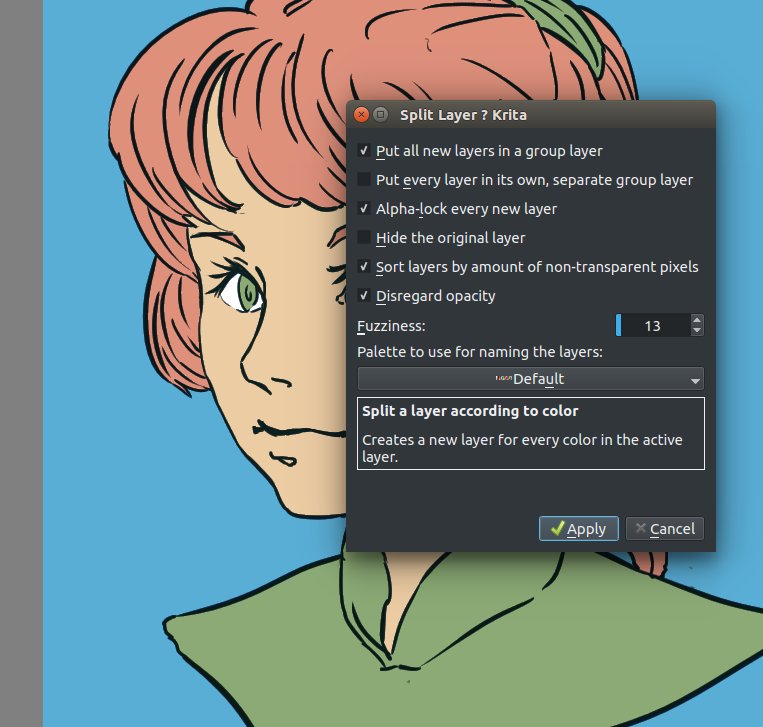 Split Layer ? Krita
Put all new layers in a group layer
Put every layer in its own, separate group layer
Alpha-lock every new layer
Hide the original layer
Sort layers by amount of non-transparent pixels
Disregard opacity
Fuzziness: 13
Palette to use for naming the layers:
Default
Split a layer according to color
Creates a new layer for every color in the active
layer.
Apply Cancel